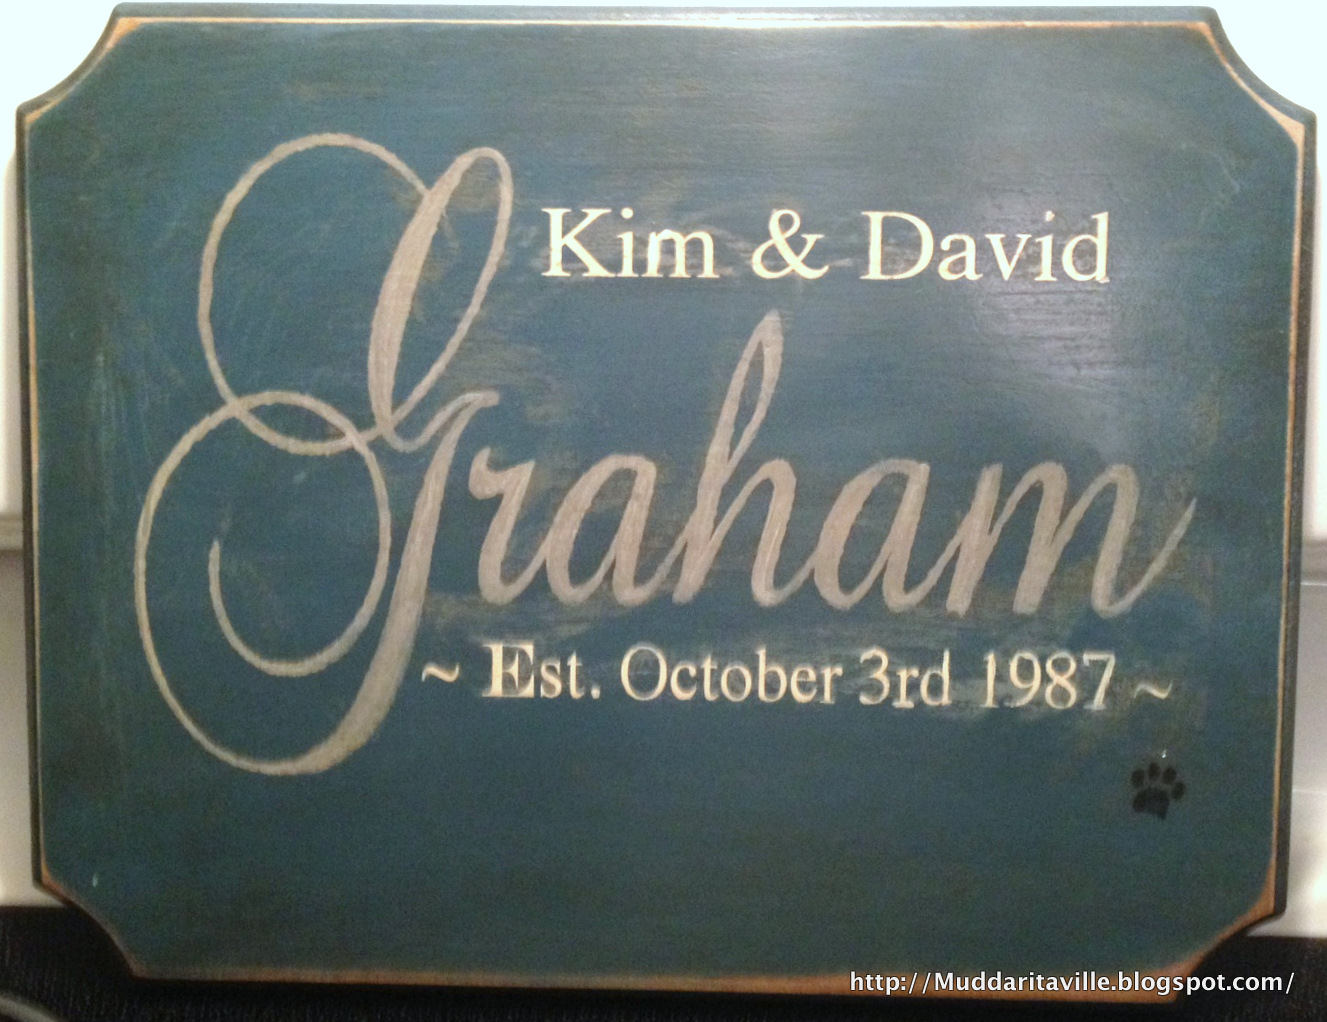 Kim & David
Graham
~ Est. October 3rd 1987 ~
http://Muddaritaville.blogspot.com/